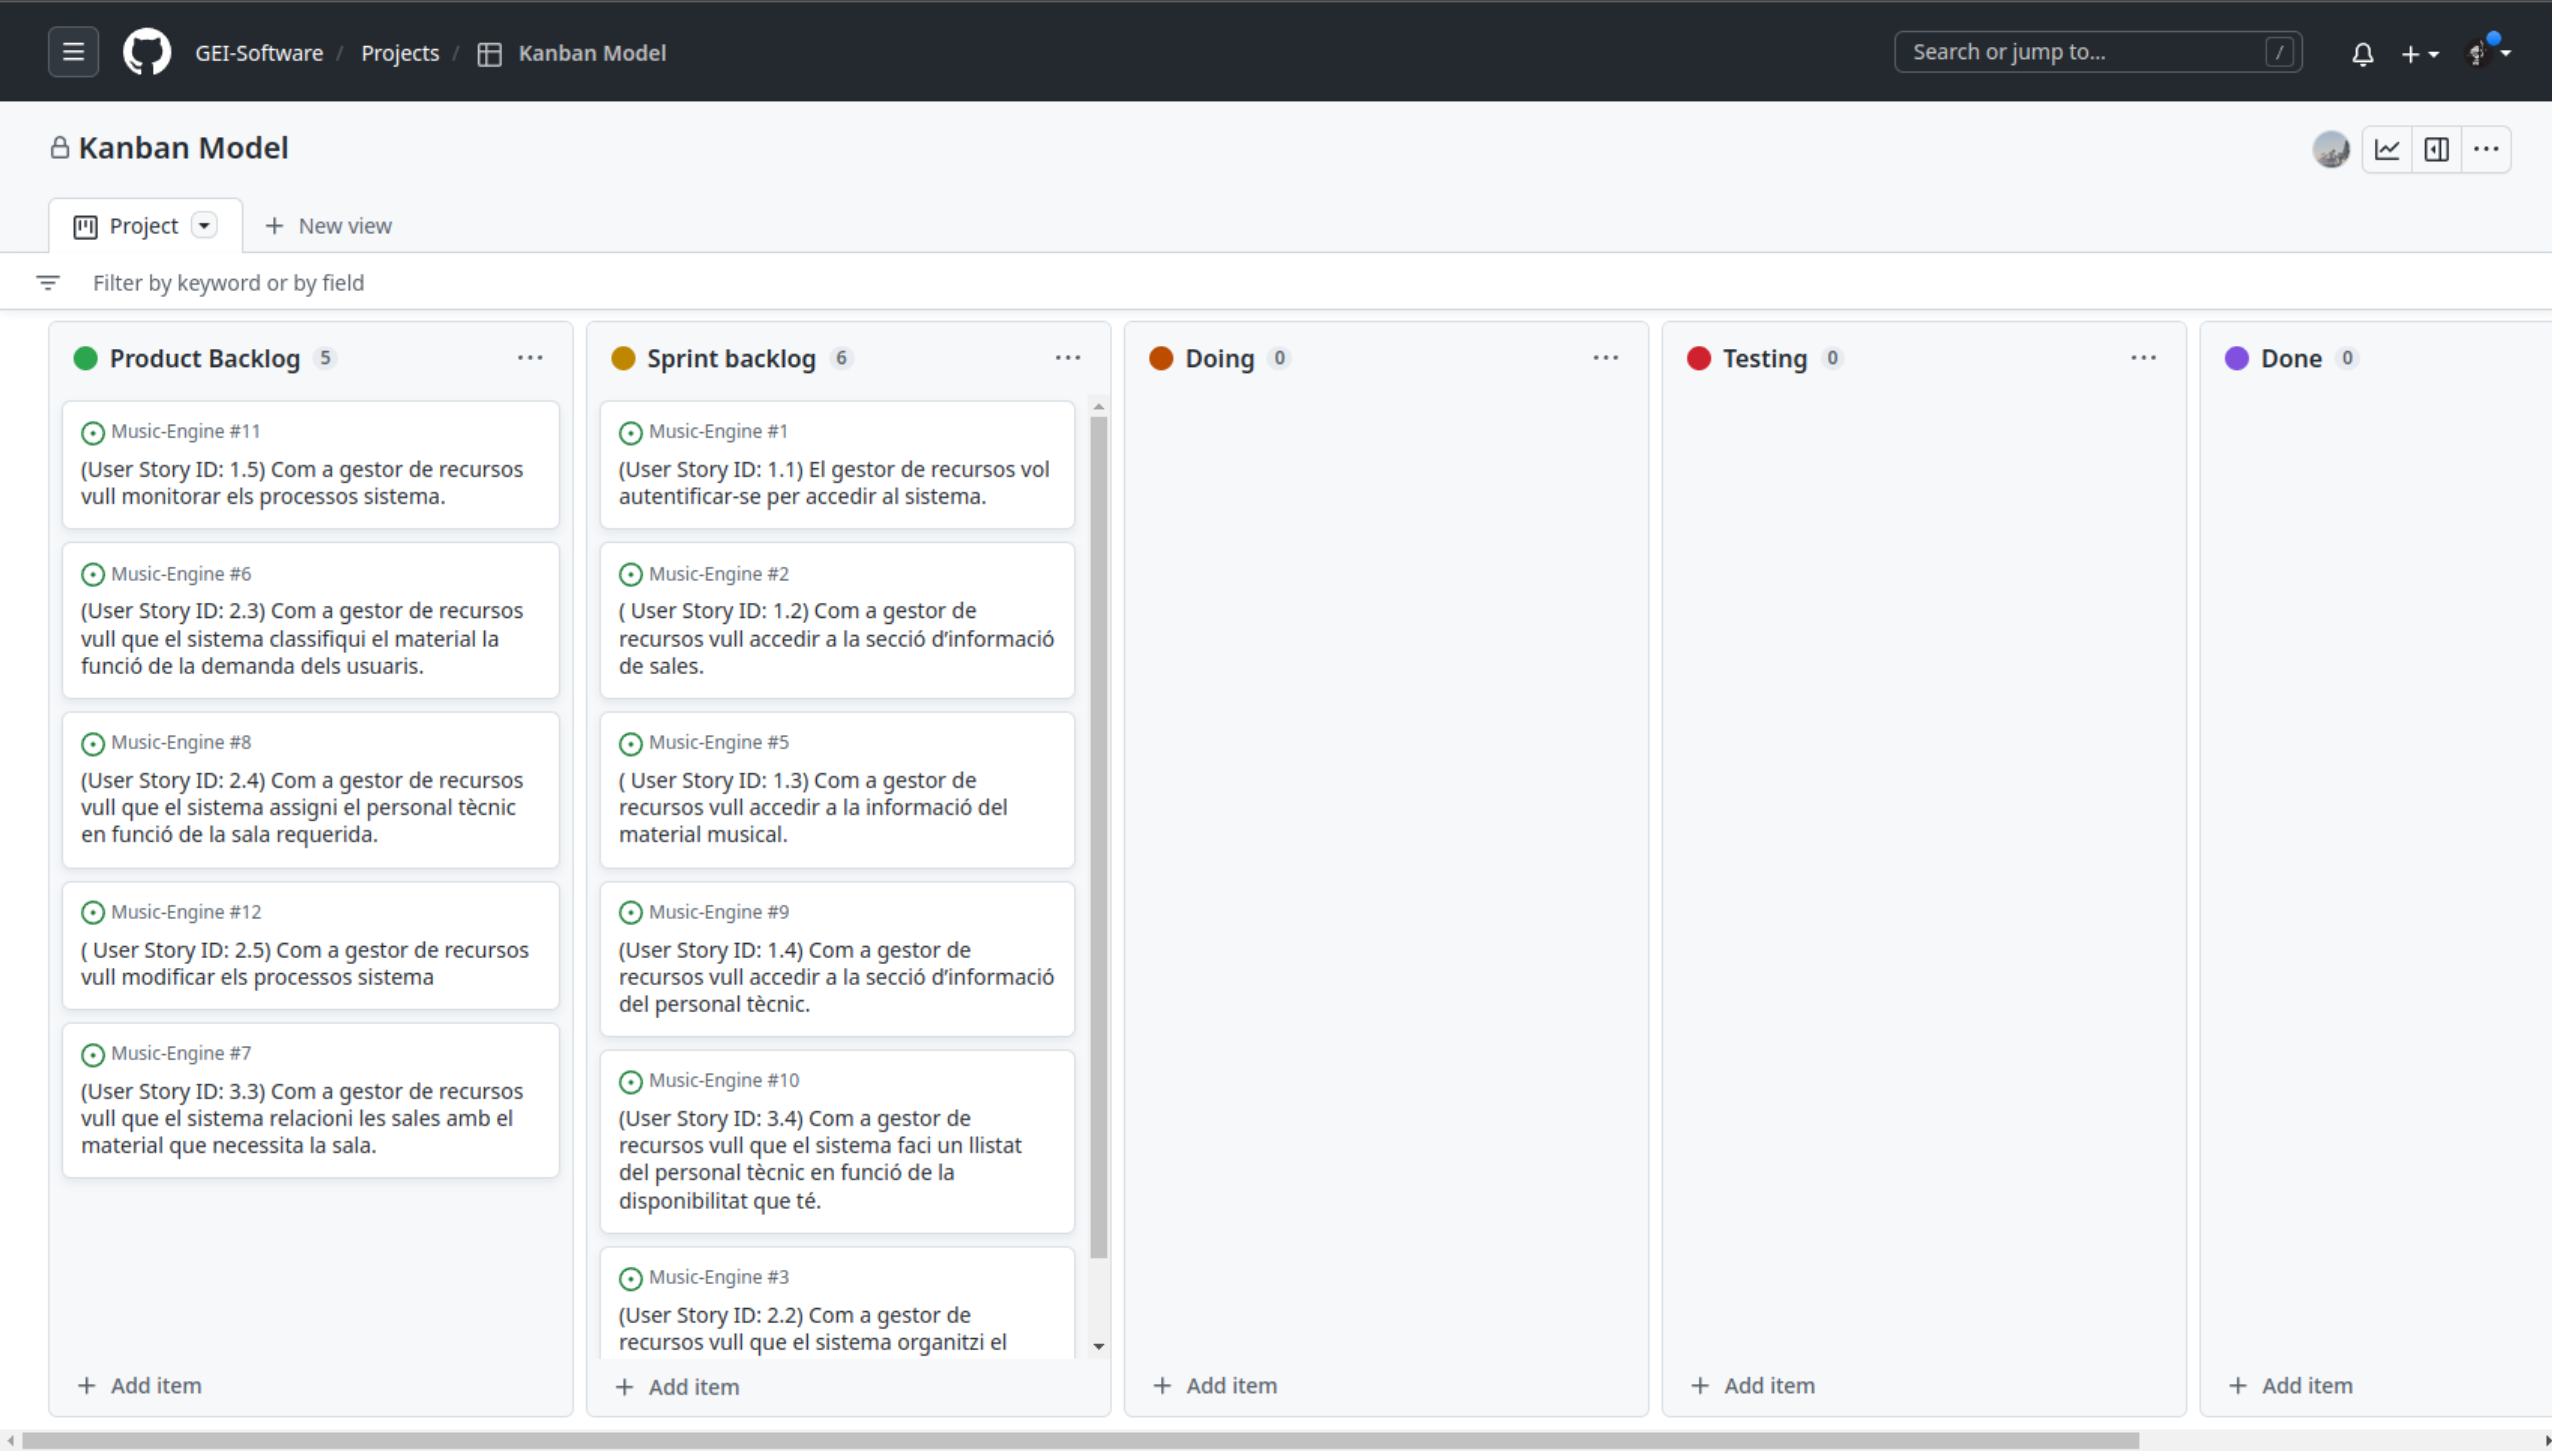 GEI-Software / Projects / Kanban Model
Search or jump to... /
Kanban Model
Project
New view
Filter by keyword or by field
Product Backlog 5
Music-Engine #11
(User Story ID: 1.5) Com a gestor de recursos
vull monitorar els processos sistema.
Music-Engine #6
(User Story ID: 2.3) Com a gestor de recursos
vull que el sistema classifiqui el material la
funció de la demanda dels usuaris.
Music-Engine #8
(User Story ID: 2.4) Com a gestor de recursos
vull que el sistema assigni el personal tècnic
en funció de la sala requerida.
Music-Engine #12
( User Story ID: 2.5) Com a gestor de recursos
vull modificar els processos sistema
Music-Engine #7
(User Story ID: 3.3) Com a gestor de recursos
vull que el sistema relacioni les sales amb el
material que necessita la sala.
+ Add item
Sprint backlog 6
Music-Engine #1
(User Story ID: 1.1) El gestor de recursos vol
autentificar-se per accedir al sistema.
Music-Engine #2
( User Story ID: 1.2) Com a gestor de
recursos vull accedir a la secció d’informació
de sales.
Music-Engine #5
( User Story ID: 1.3) Com a gestor de
recursos vull accedir a la informació del
material musical.
Music-Engine #9
(User Story ID: 1.4) Com a gestor de
recursos vull accedir a la secció d’informació
del personal tècnic.
Music-Engine #10
(User Story ID: 3.4) Com a gestor de
recursos vull que el sistema faci un llistat
del personal tècnic en funció de la
disponibilitat que té.
Music-Engine #3
(User Story ID: 2.2) Com a gestor de
recursos vull que el sistema organitzi el
+ Add item
Doing 0
+ Add item
Testing 0
+ Add item
Done 0
+ Add item